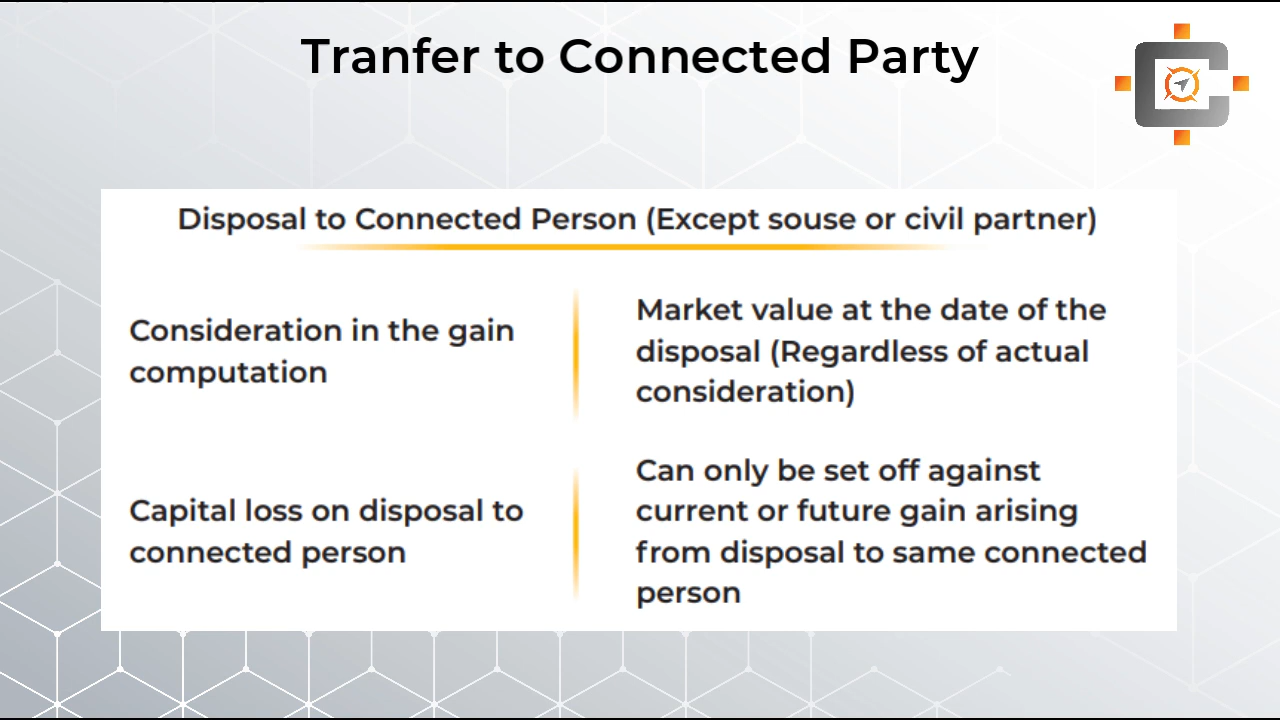 Tranfer to Connected Party
Disposal to Connected Person (Except souse or civil partner)
Consideration in the gain
computation
Market value at the date of the
disposal (Regardless of actual
consideration)
Capital loss on disposal to
connected person
Can only be set off against
current or future gain arising
from disposal to same connected
person